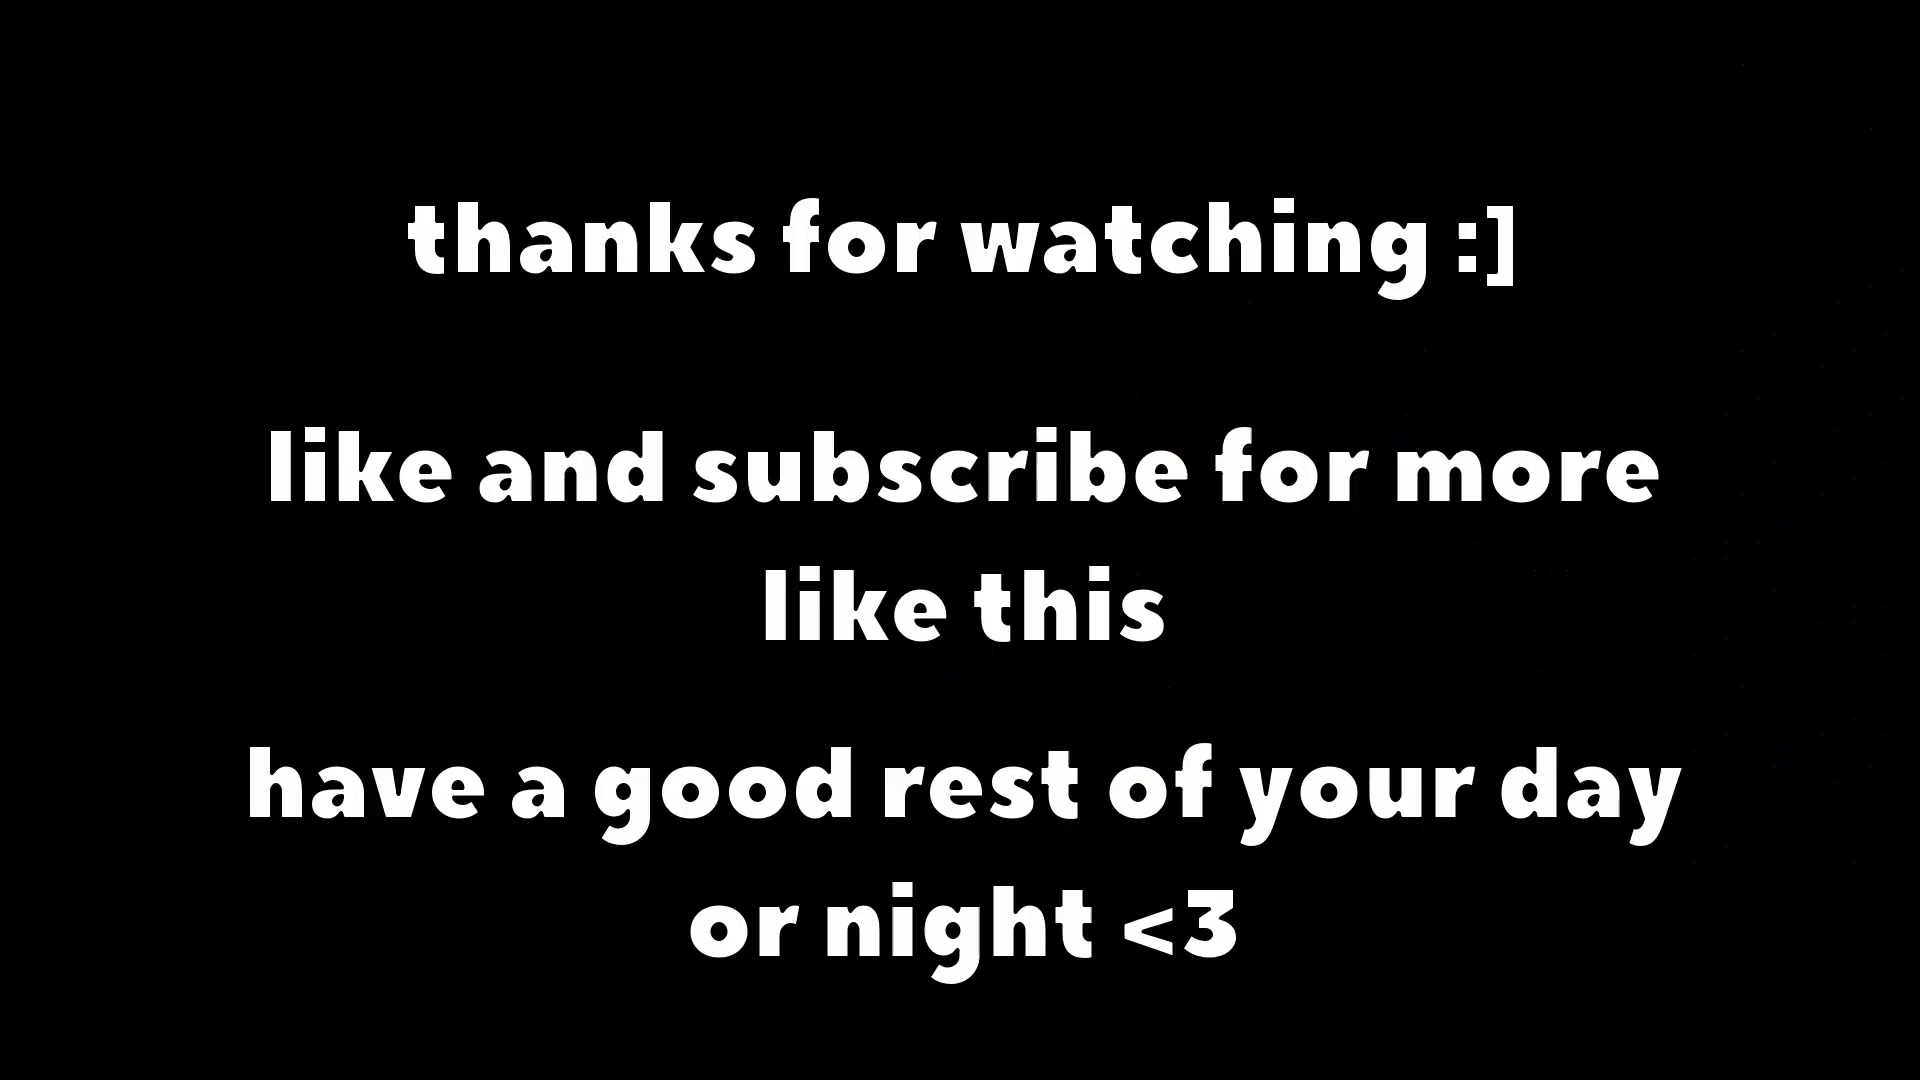 thanks for watching :]
like and subscribe for more
like this
have a good rest of your day
or night <3